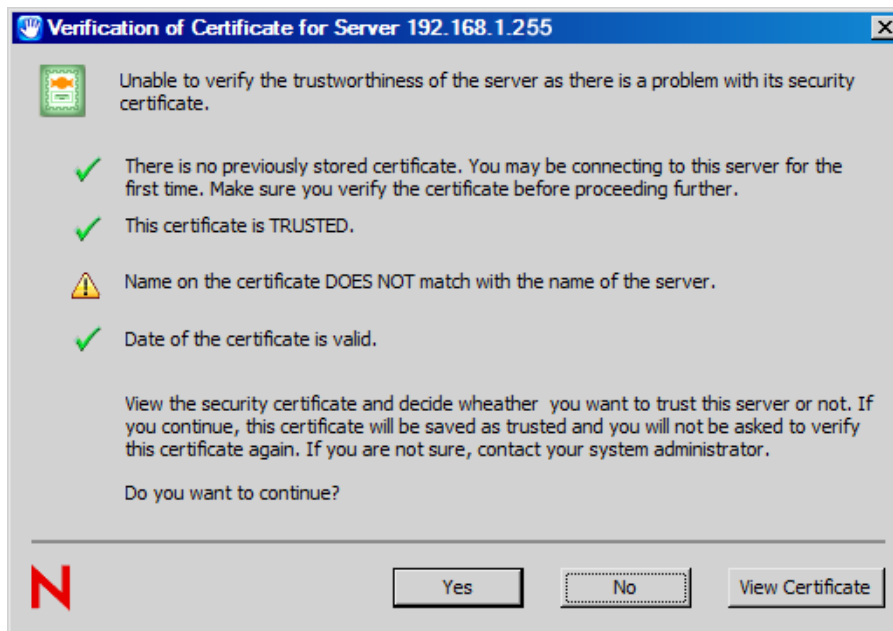 Verification of Certificate for Server 192.168.1.255
Unable to verify the trustworthiness of the server as there is a problem with its security
certificate.
There is no previously stored certificate. You may be connecting to this server for the
first time. Make sure you verify the certificate before proceeding further.
This certificate is TRUSTED.
Name on the certificate DOES NOT match with the name of the server.
Date of the certificate is valid.
View the security certificate and decide wheather  you want to trust this server or not. If
you continue, this certificate will be saved as trusted and you will not be asked to verify
this certificate again. If you are not sure, contact your system administrator.
Do you want to continue?
N
Yes
No
View Certificate